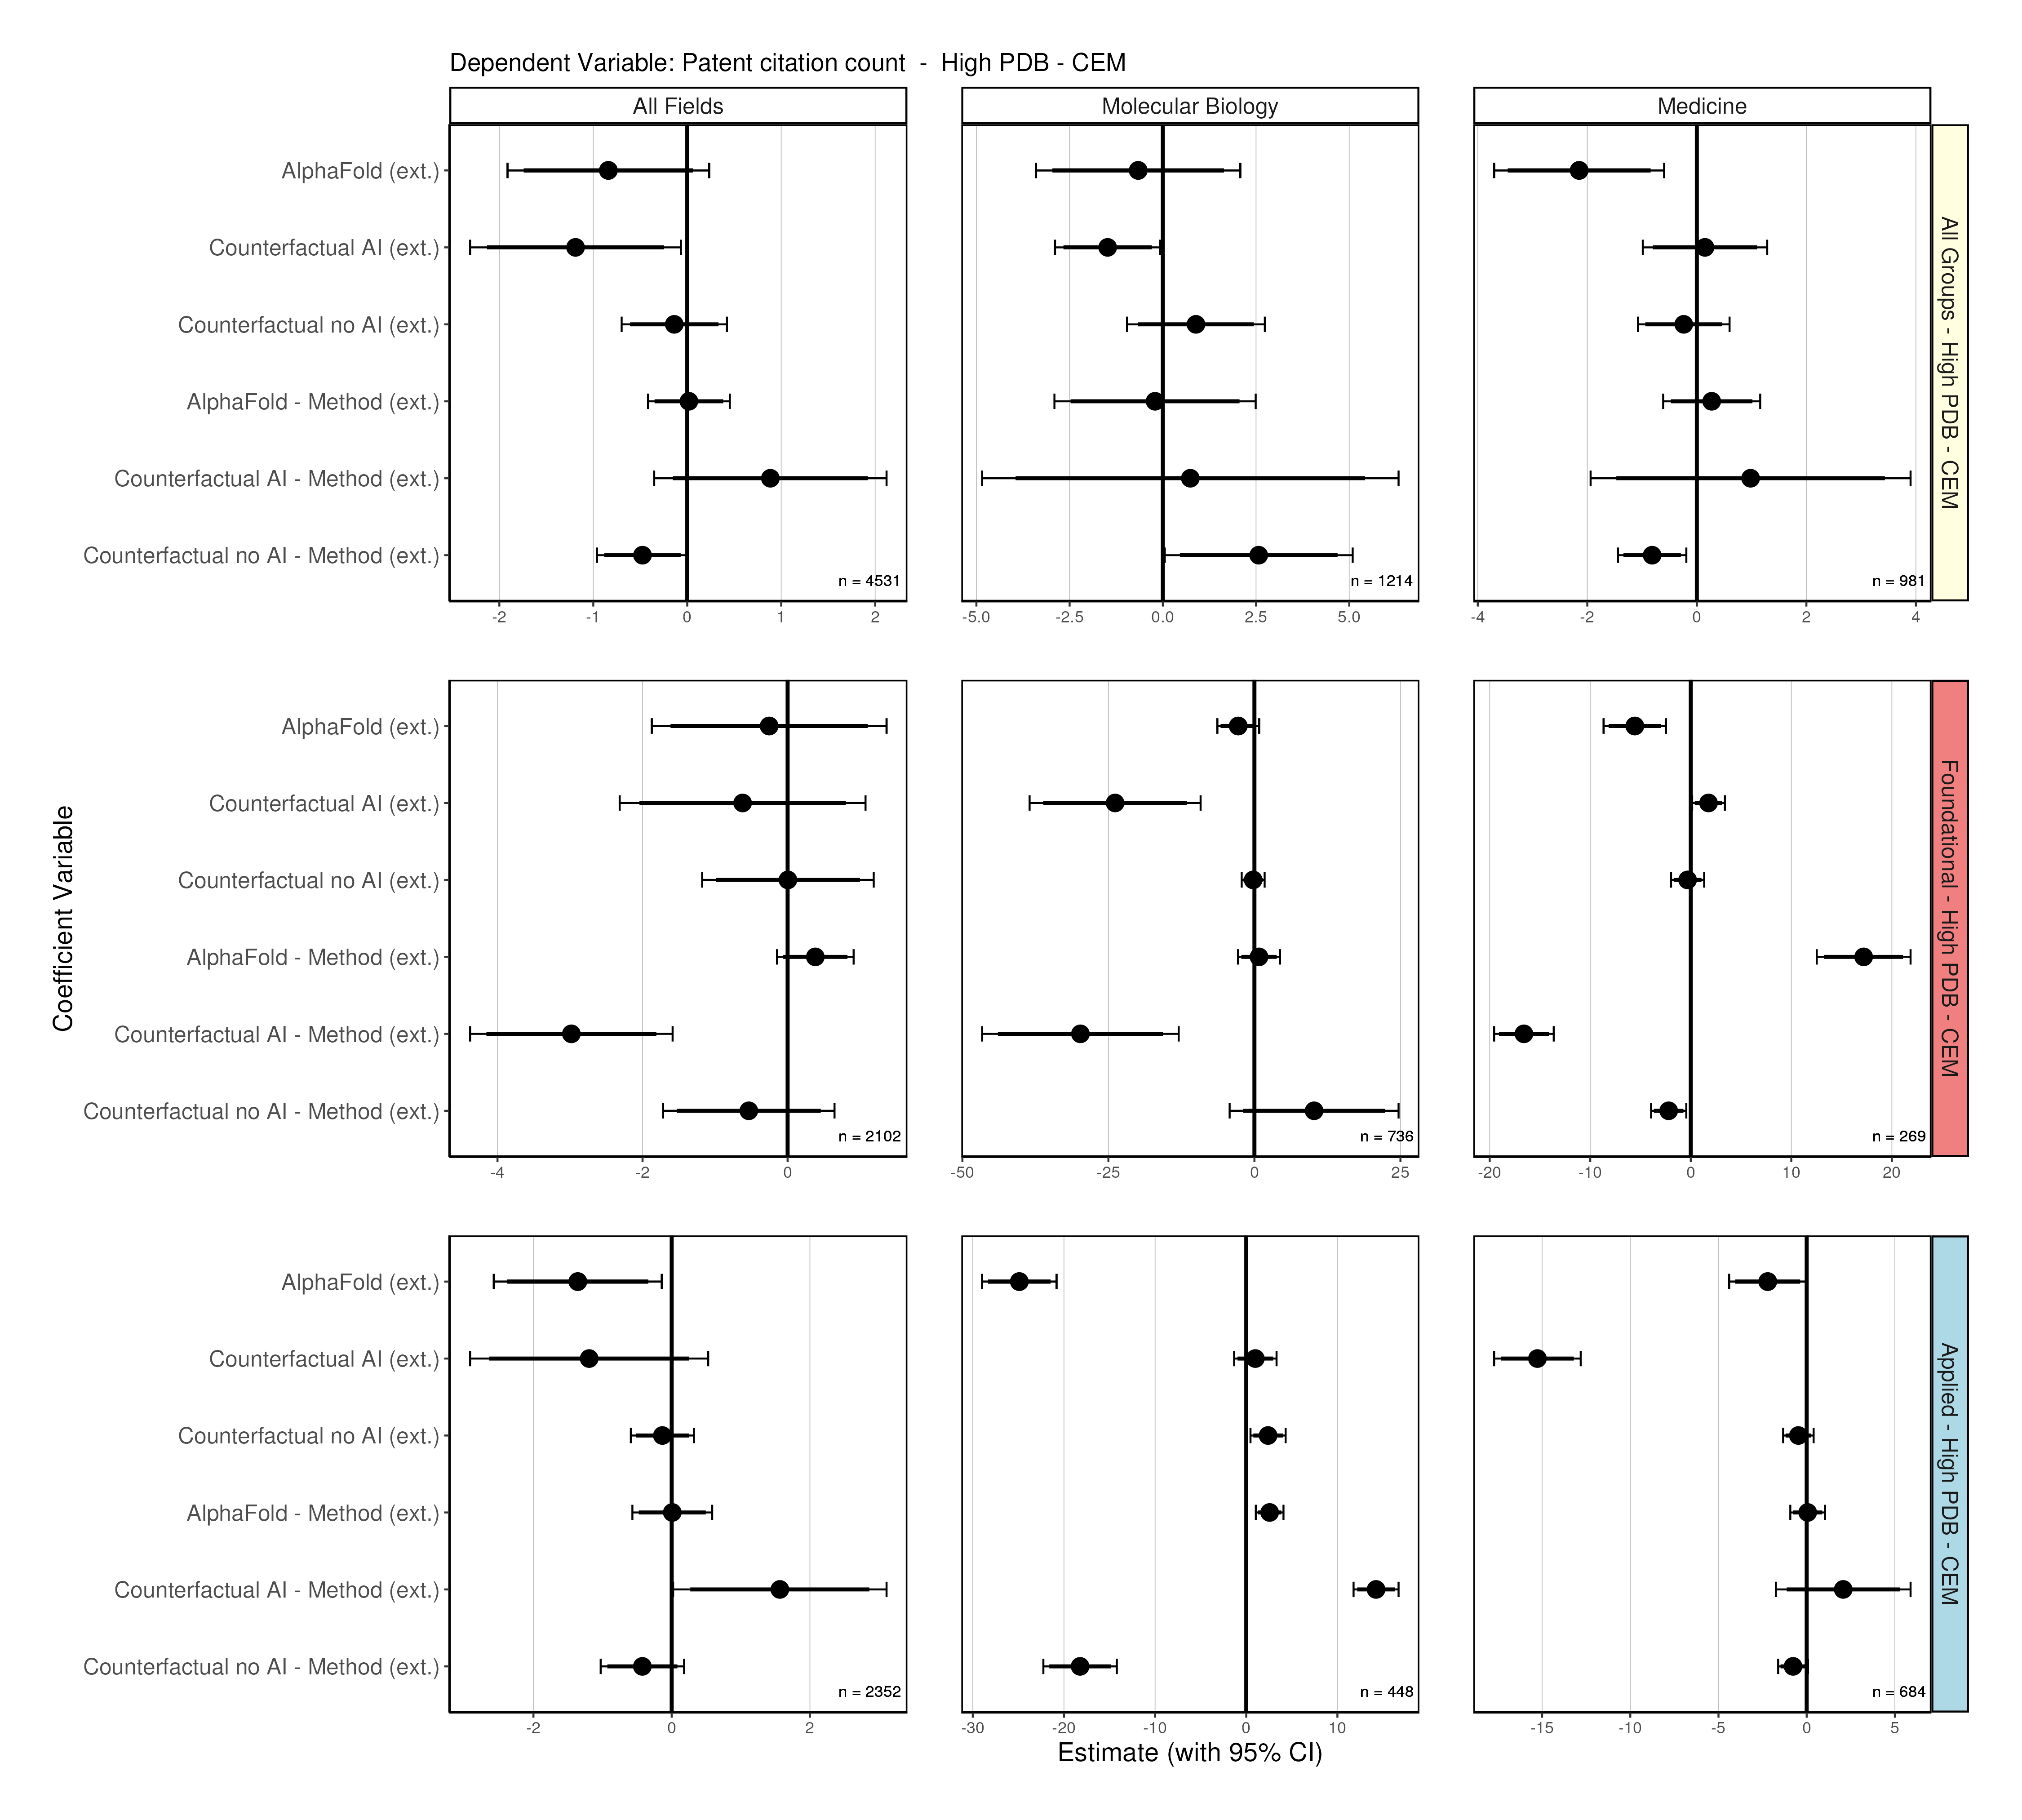 Dependent Variable: Patent citation count - High PDB - CEM
All Fields
Molecular Biology
Medicine
AlphaFold (ext.)
Counterfactual AI (ext.)
Counterfactual no AI (ext.)
AlphaFold - Method (ext.)
Counterfactual AI - Method (ext.)
Counterfactual no AI - Method (ext.)
n = 4531
n = 1214
n = 981
All Groups - High PDB - CEM
-2 -1 0 1 2
-5.0 -2.5 0.0 2.5 5.0
-4 -2 0 2 4
Coefficient Variable
AlphaFold (ext.)
Counterfactual AI (ext.)
Counterfactual no AI (ext.)
AlphaFold - Method (ext.)
Counterfactual AI - Method (ext.)
Counterfactual no AI - Method (ext.)
n = 2102
n = 736
n = 269
Foundational - High PDB - CEM
-4 -2 0
-50 -25 0 25
-20 -10 0 10 20
AlphaFold (ext.)
Counterfactual AI (ext.)
Counterfactual no AI (ext.)
AlphaFold - Method (ext.)
Counterfactual AI - Method (ext.)
Counterfactual no AI - Method (ext.)
n = 2352
n = 448
n = 684
Applied - High PDB - CEM
-2 0 2
-30 -20 -10 0 10
-15 -10 -5 0 5
Estimate (with 95% CI)